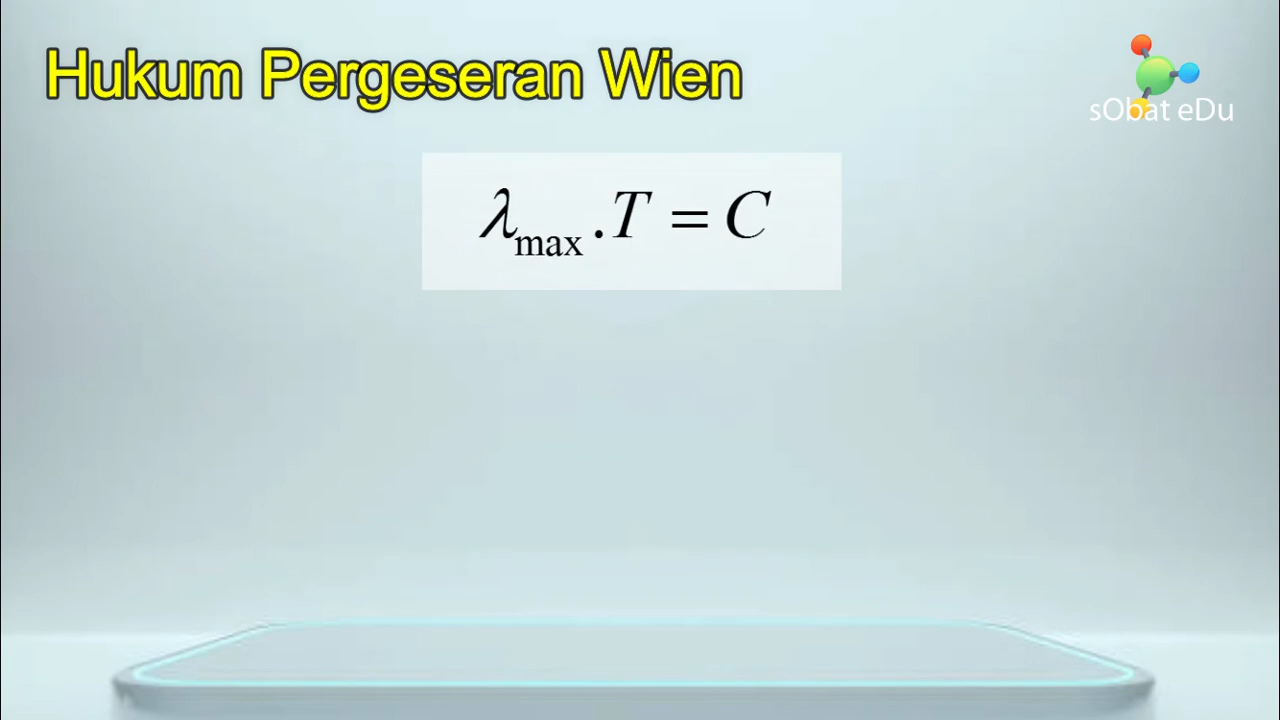 Hukum Pergeseran Wien
sObat eDu
λmax .T = C